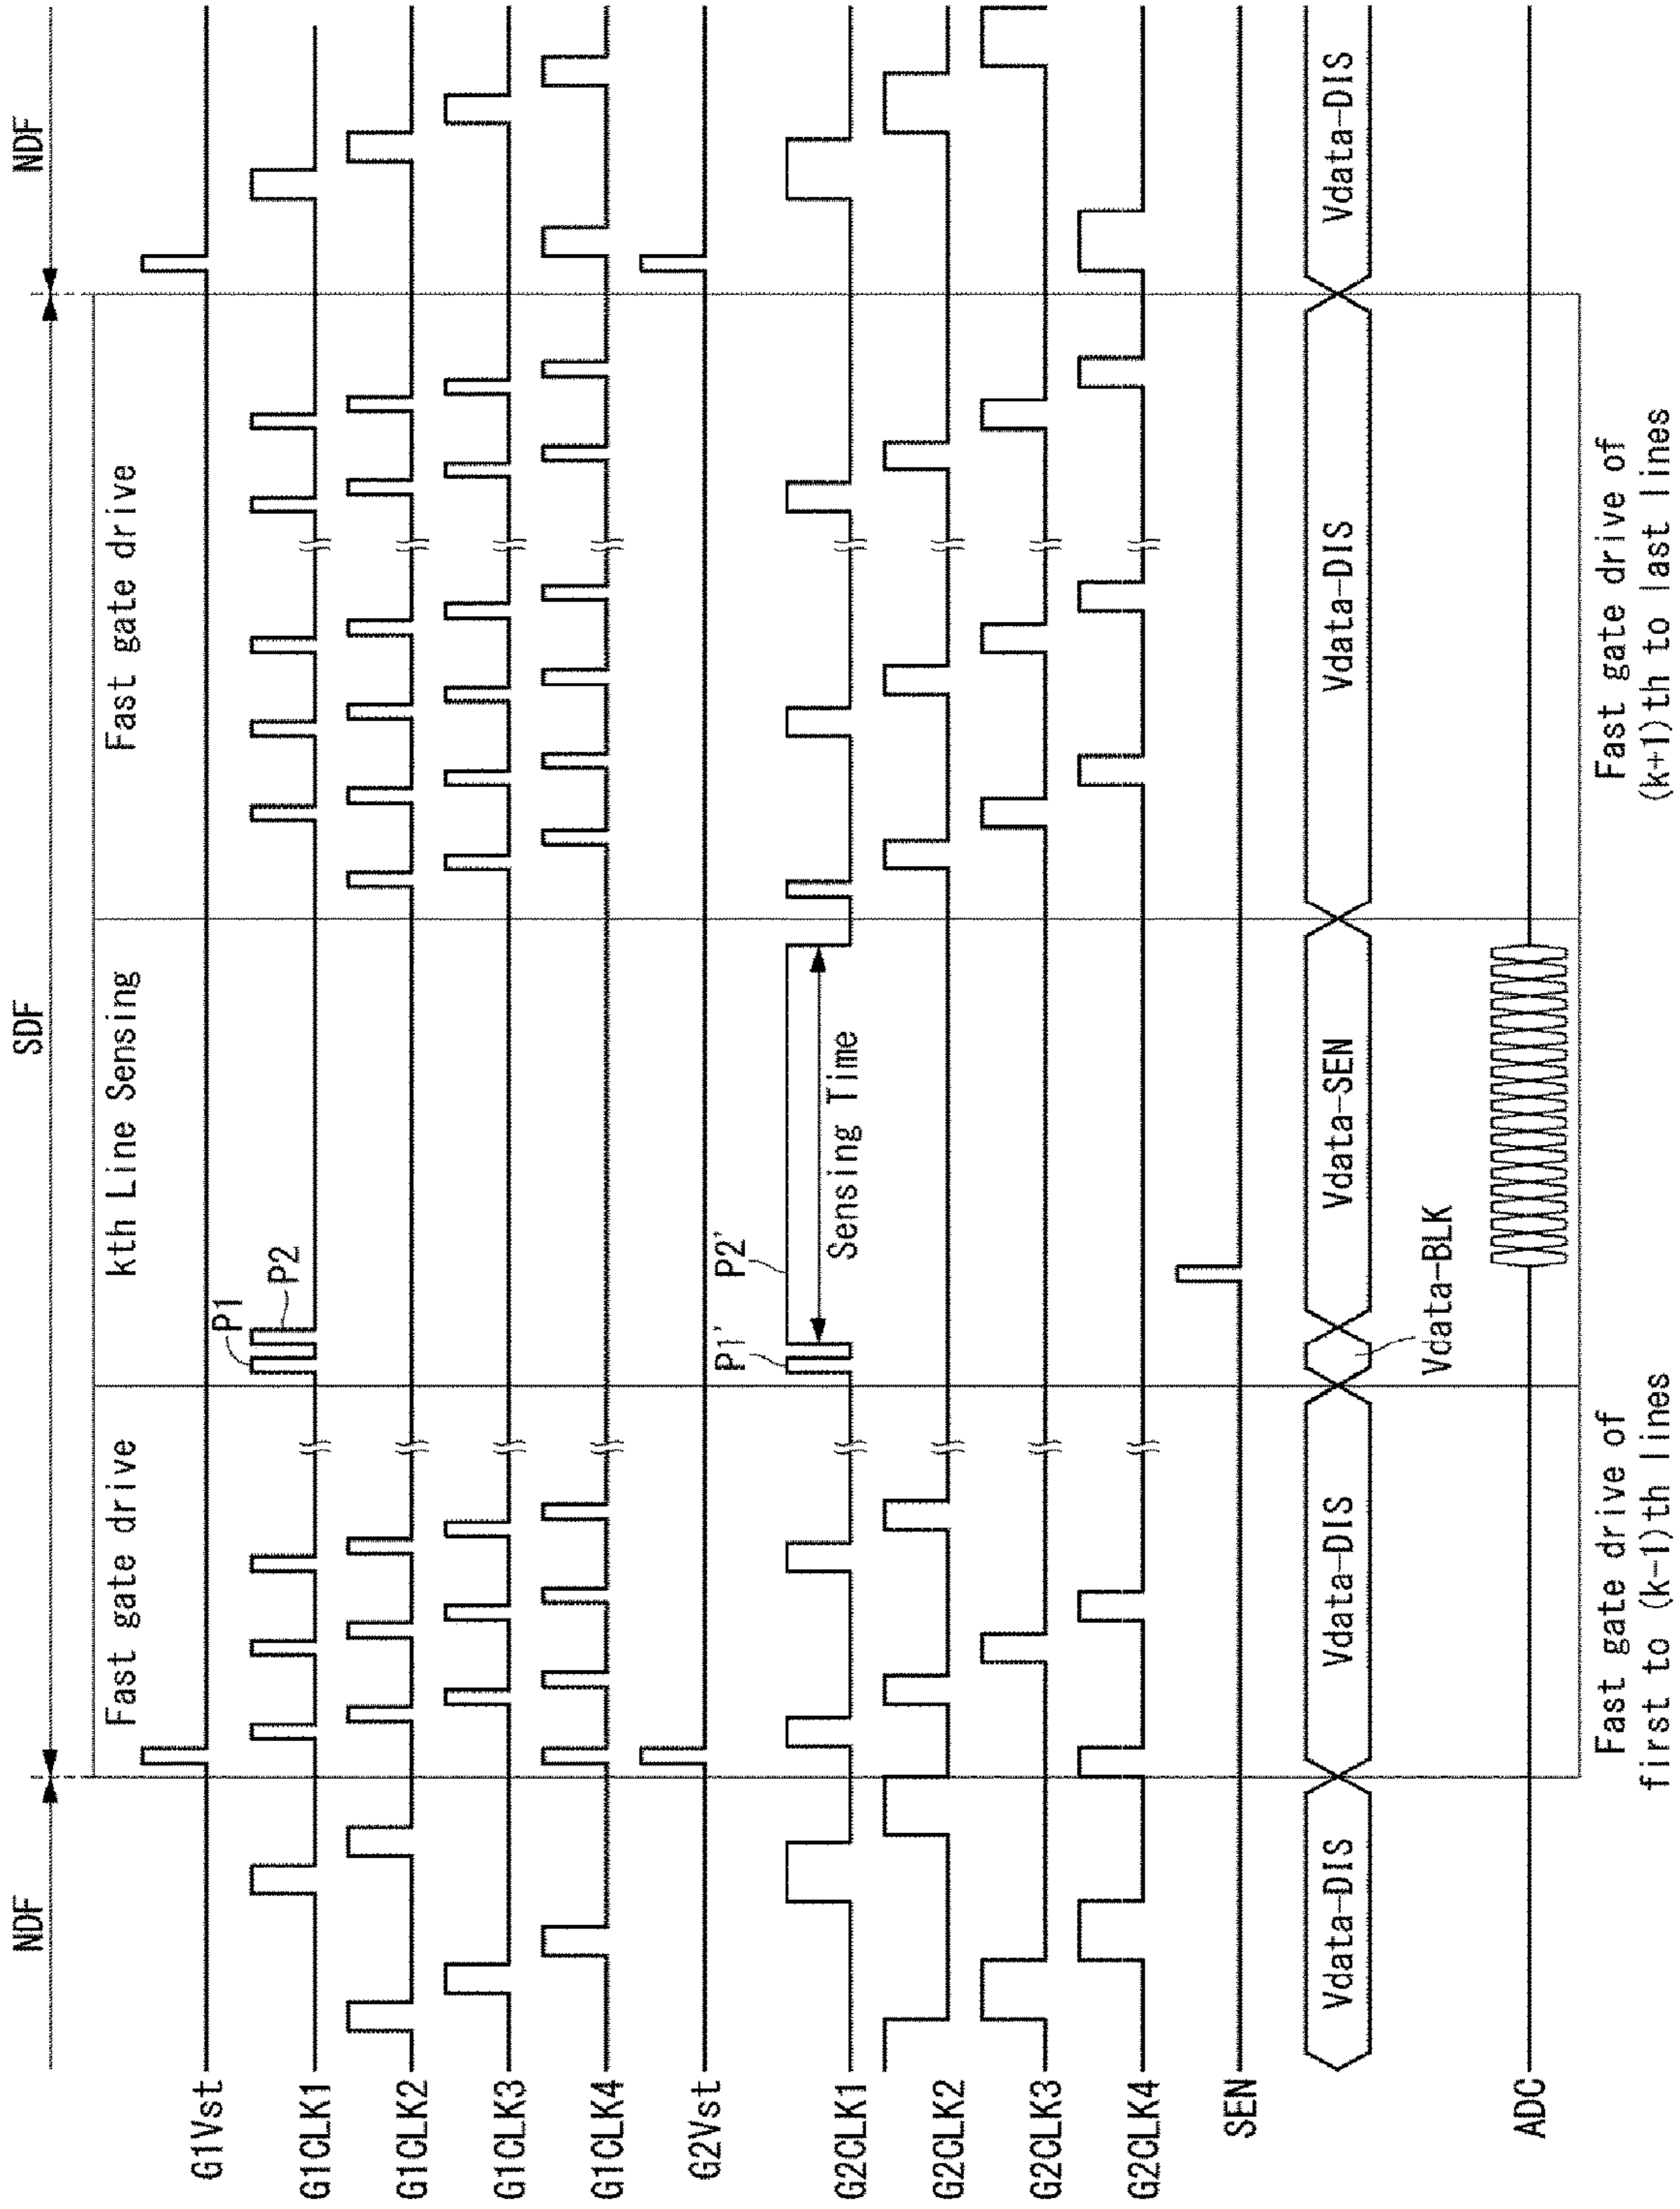 NDF
SDF
NDF
Fast gate drive
kth Line Sensing
Fast gate drive
G1Vst
P1
P2
G1CLK1
G1CLK2
G1CLK3
G1CLK4
G2Vst
P1'
P2'
Sensing Time
G2CLK1
G2CLK2
G2CLK3
G2CLK4
SEN
Vdata-DIS
Vdata-DIS
Vdata-SEN
Vdata-DIS
Vdata-DIS
Vdata-BLK
ADC
Fast gate drive of
first to (k-1)th lines
Fast gate drive of
(k+1)th to last lines